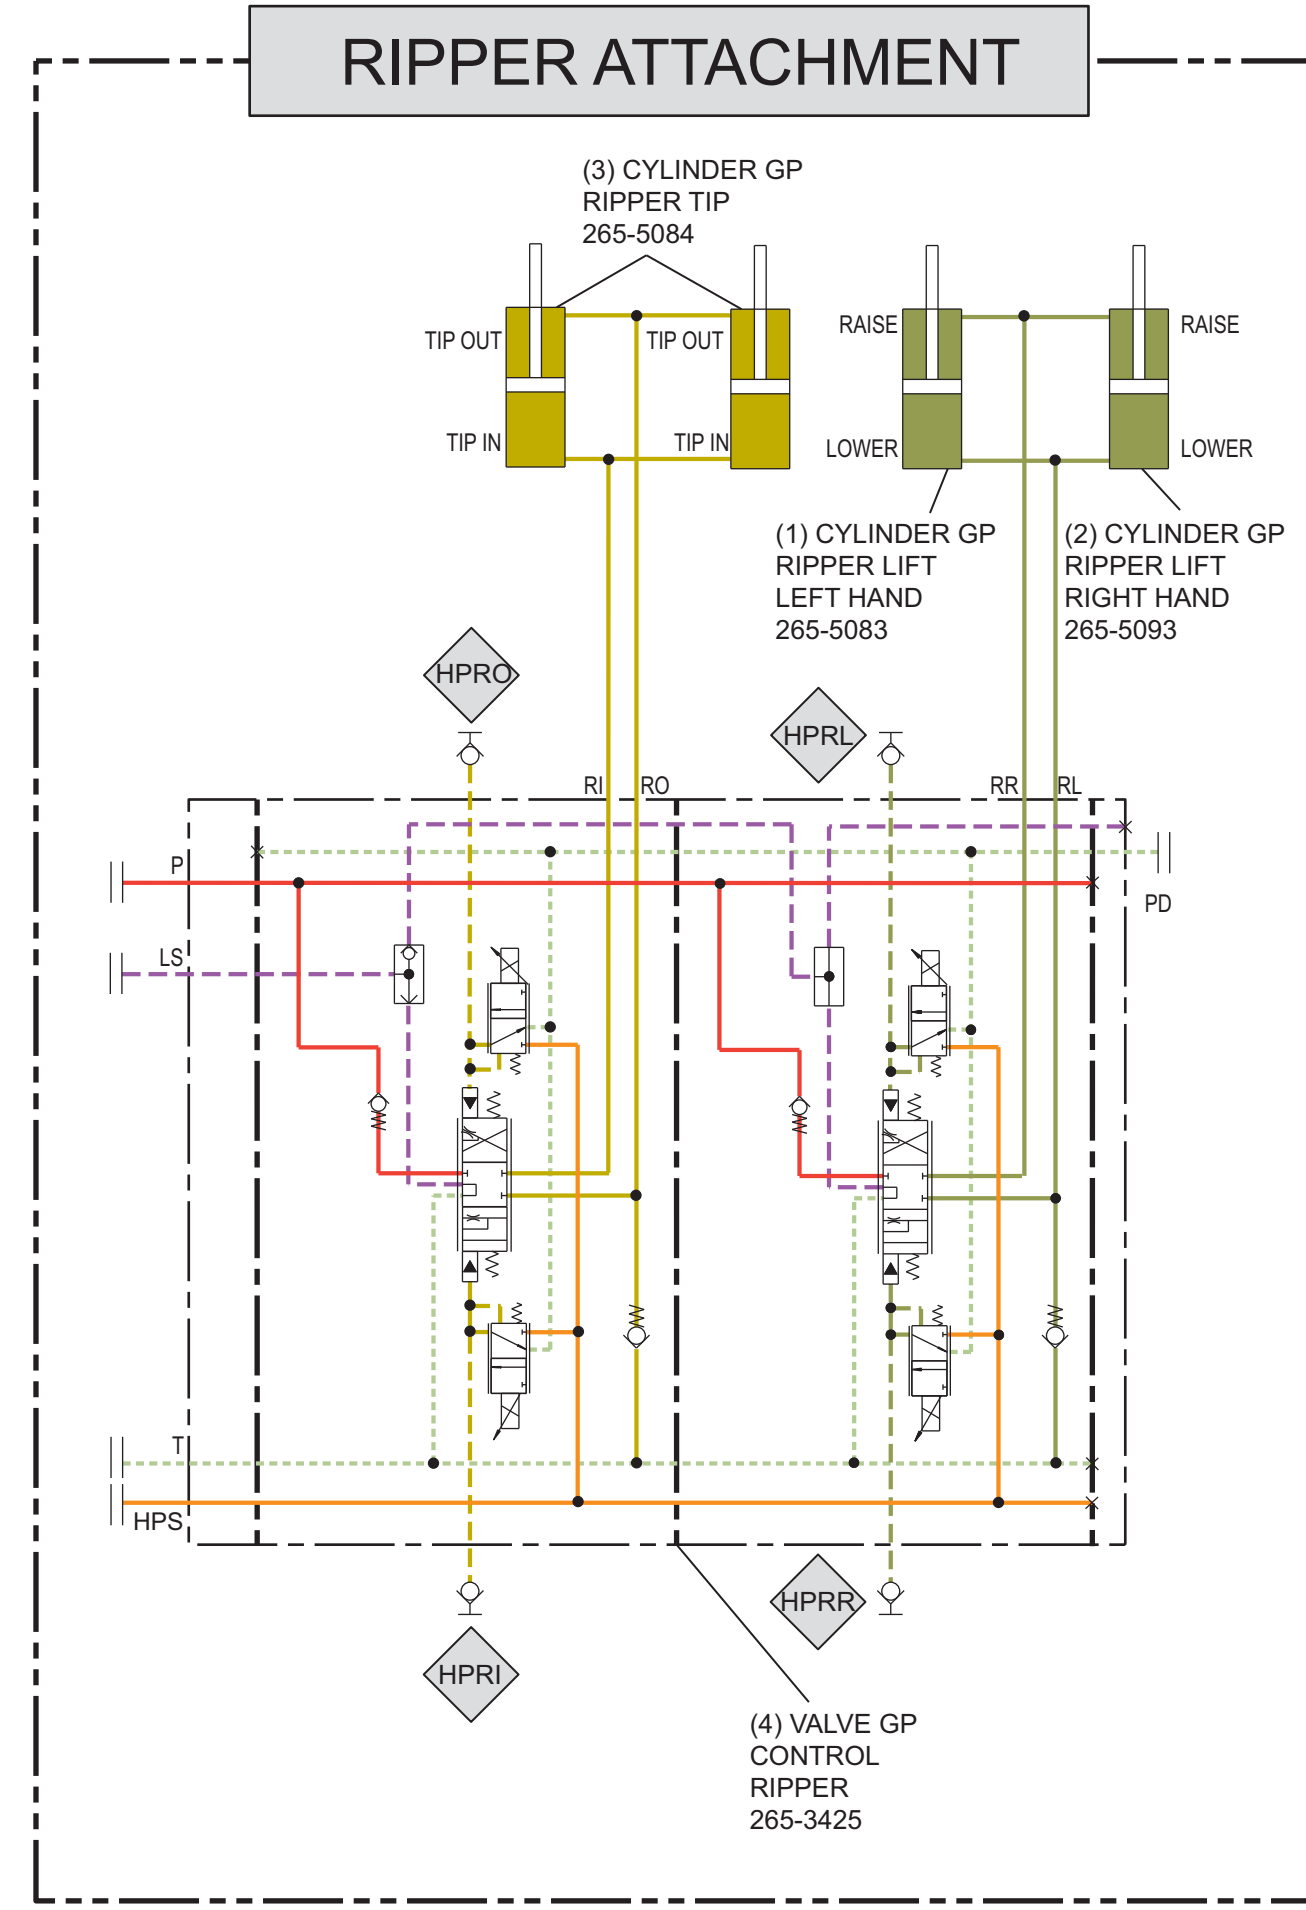 RIPPER ATTACHMENT
(3) CYLINDER GP
RIPPER TIP
265-5084
TIP OUT
TIP OUT
RAISE
RAISE
TIP IN
TIP IN
LOWER
LOWER
(1) CYLINDER GP
RIPPER LIFT
LEFT HAND
265-5083
(2) CYLINDER GP
RIPPER LIFT
RIGHT HAND
265-5093
HPRO
HPRL
RI
RO
RR
RL
P
PD
LS
T
HPS
HPRR
HPRI
(4) VALVE GP
CONTROL
RIPPER
265-3425